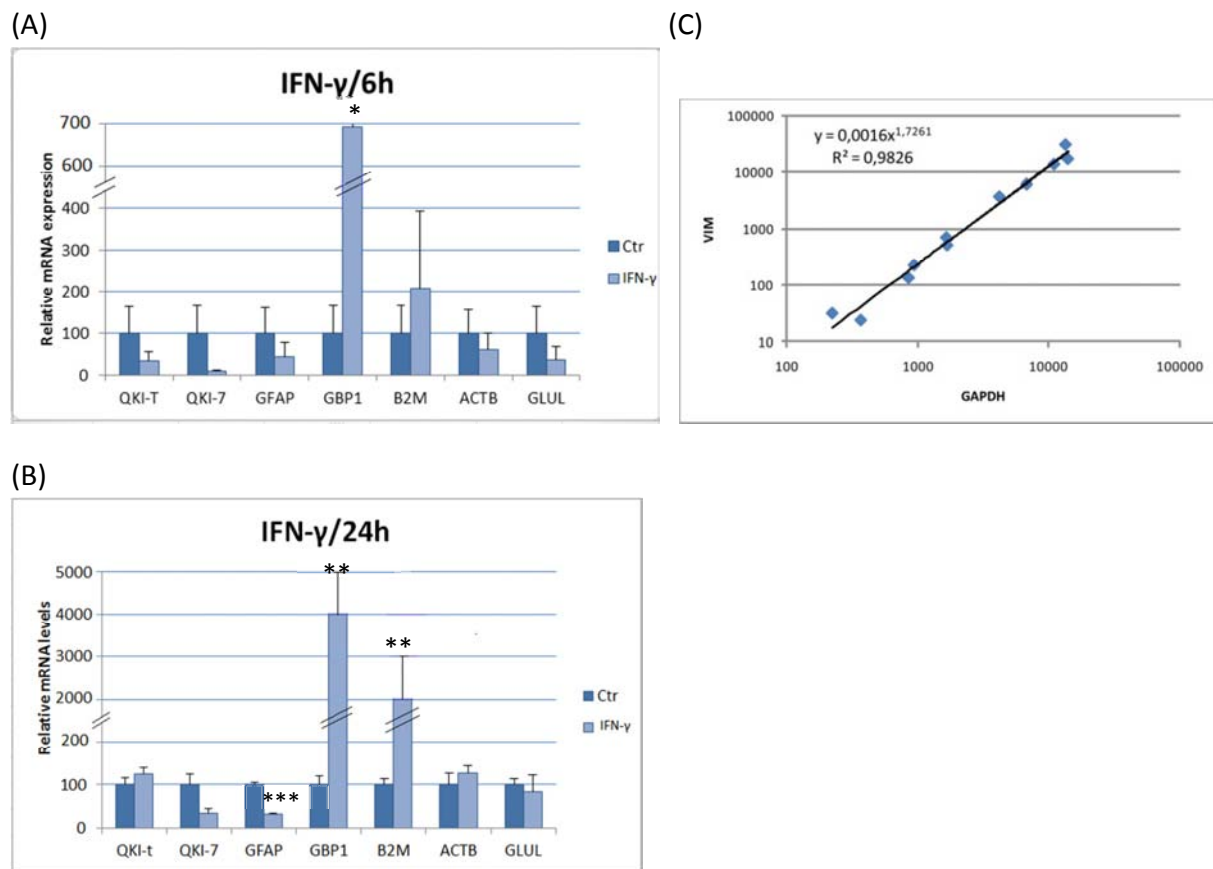 (A)
IFN-γ/6h
*
Relative mRNA expression
700
600
400
300
200
100
0
QKI-T QKI-7 GFAP GBP1 B2M ACTB GLUL
Ctr
IFN-γ
(C)
y = 0,0016x^1,7261
R² = 0,9826
VIM
100000
10000
1000
100
10
100 1000 10000 100000
GAPDH
(B)
IFN-γ/24h
Relative mRNA levels
5000
4000
3000
2000
200
100
0
**
**
***
QKI-t QKI-7 GFAP GBP1 B2M ACTB GLUL
Ctr
IFN-γ